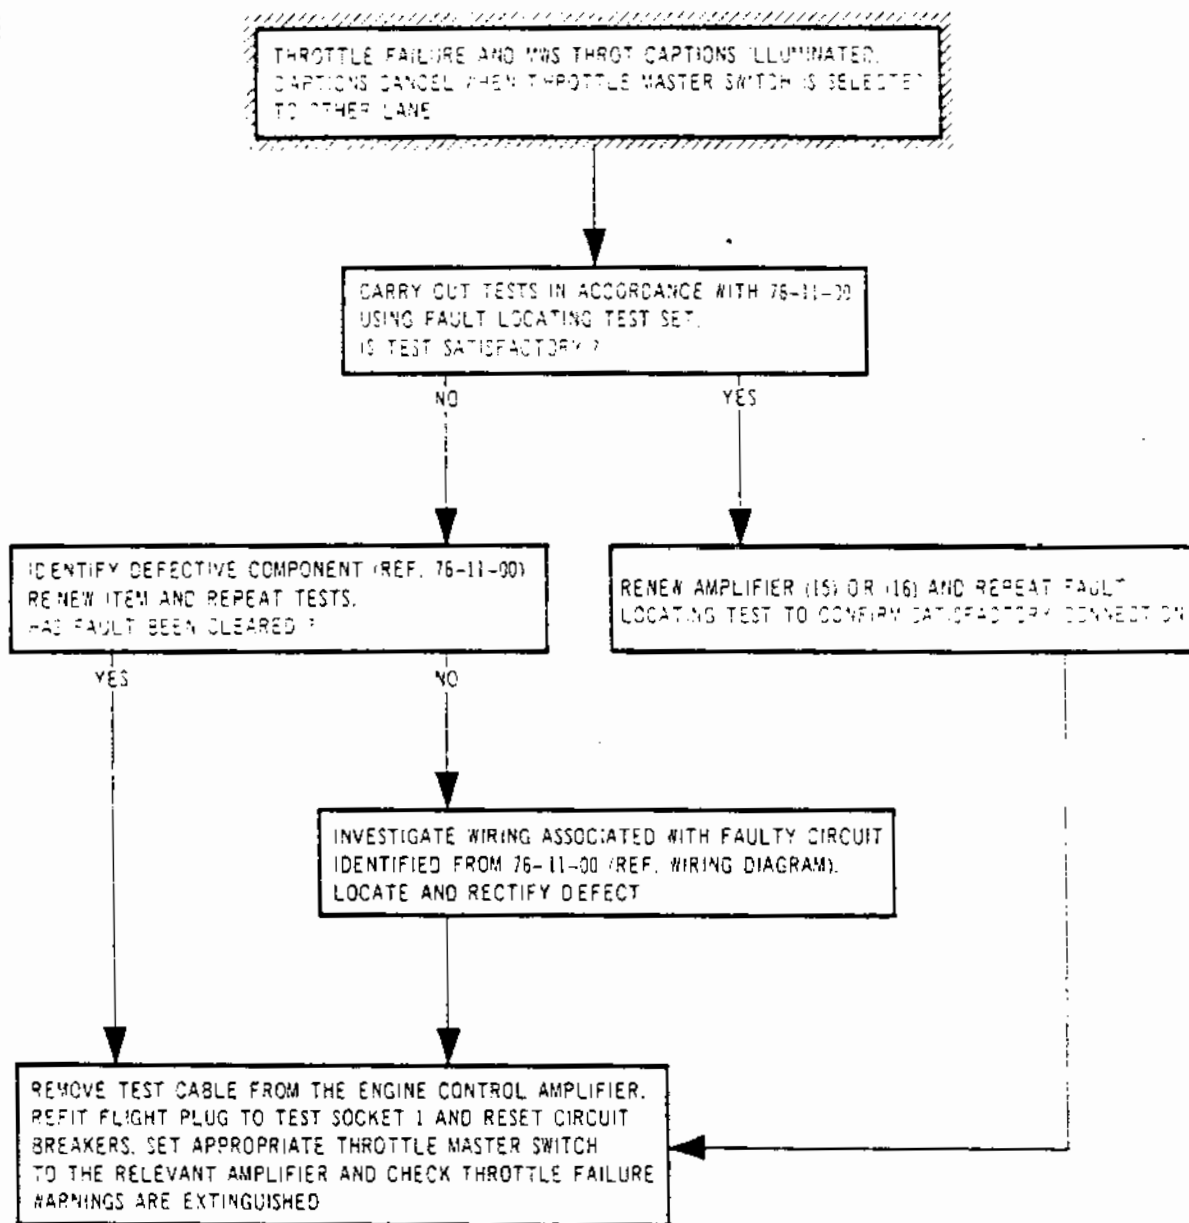 THROTTLE FAILURE AND MWS THROT CAPTIONS ILLUMINATED.
CAPTIONS CANCEL WHEN THROTTLE MASTER SWITCH IS SELECTED
TO OTHER LANE
CARRY OUT TESTS IN ACCORDANCE WITH 76-11-00
USING FAULT LOCATING TEST SET.
IS TEST SATISFACTORY ?
NO
YES
IDENTIFY DEFECTIVE COMPONENT (REF. 76-11-00)
RENEW ITEM AND REPEAT TESTS.
HAS FAULT BEEN CLEARED ?
RENEW AMPLIFIER (15) OR (16) AND REPEAT FAULT
LOCATING TEST TO CONFIRM SATISFACTORY CONNECTION
YES
NO
INVESTIGATE WIRING ASSOCIATED WITH FAULTY CIRCUIT
IDENTIFIED FROM 76-11-00 (REF. WIRING DIAGRAM).
LOCATE AND RECTIFY DEFECT
REMOVE TEST CABLE FROM THE ENGINE CONTROL AMPLIFIER.
REFIT FLIGHT PLUG TO TEST SOCKET 1 AND RESET CIRCUIT
BREAKERS. SET APPROPRIATE THROTTLE MASTER SWITCH
TO THE RELEVANT AMPLIFIER AND CHECK THROTTLE FAILURE
WARNINGS ARE EXTINGUISHED